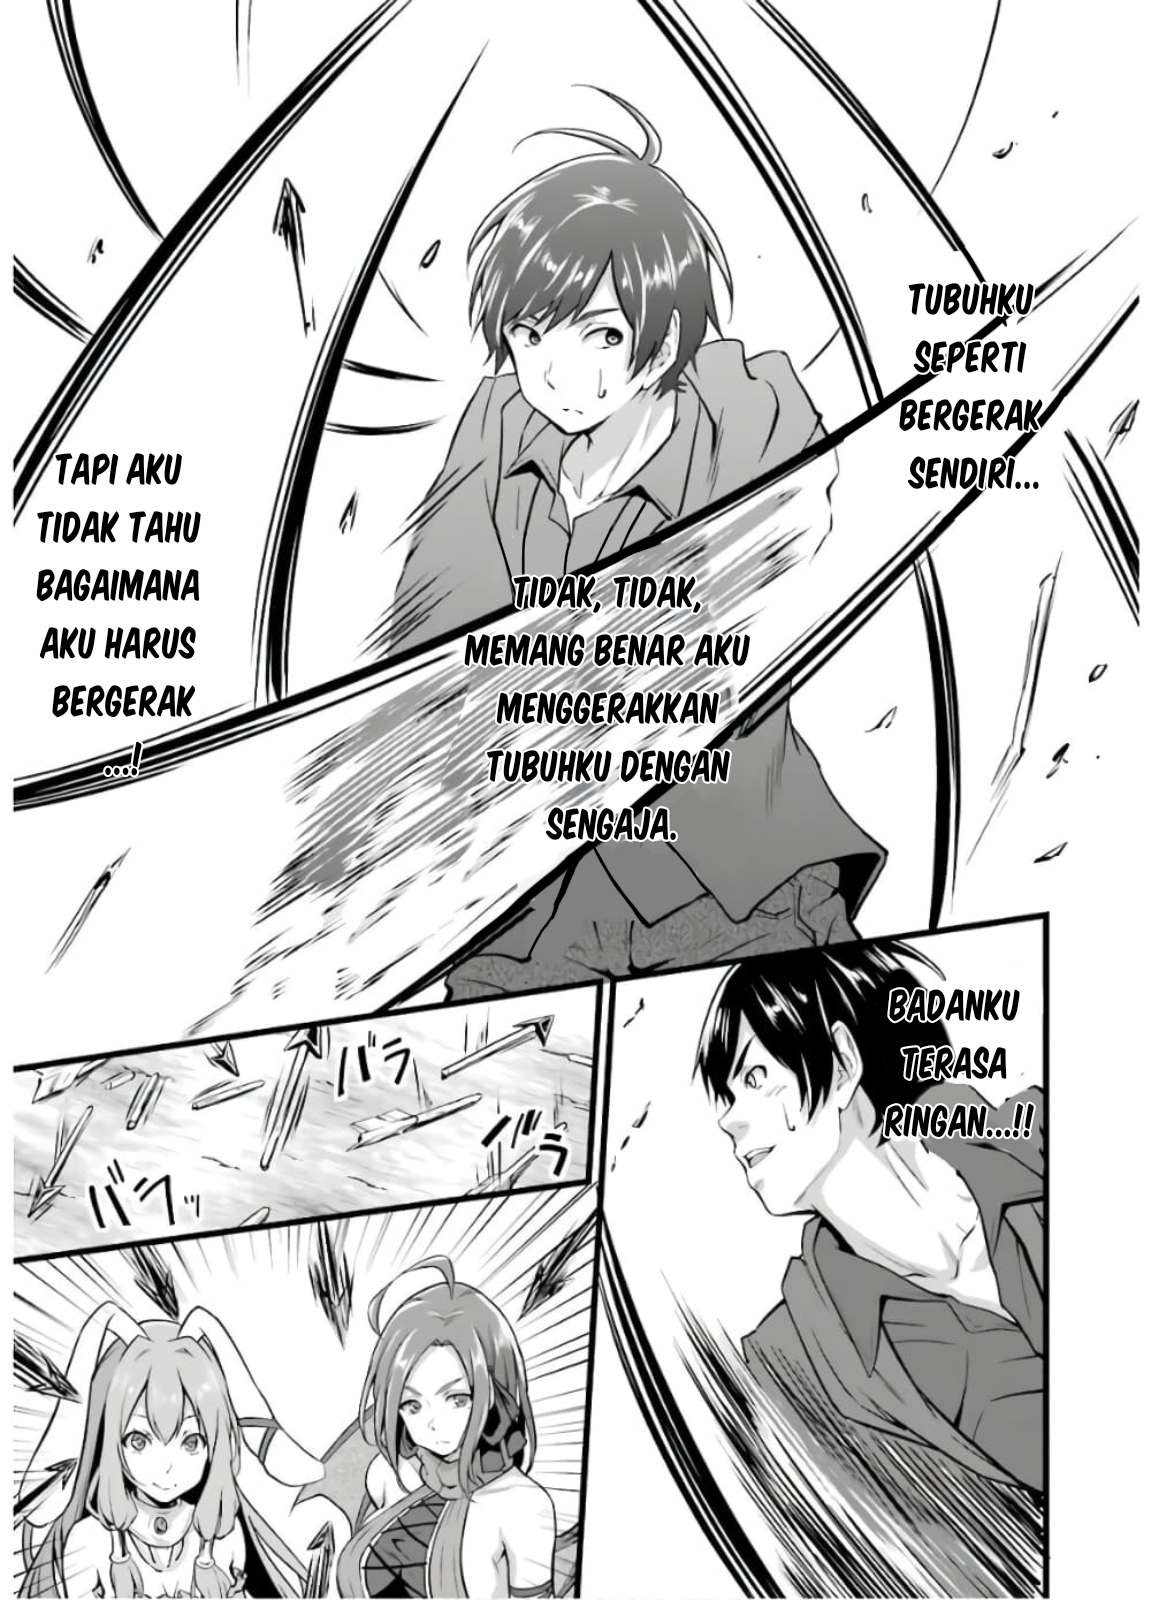 TUBUHKU
SEPERTI
BERGERAK
SENDIRI...
TIDAK, TIDAK,
MEMANG BENAR AKU
MENGGERAKKAN
TUBUHKU DENGAN
SENGAJA.
TAPI AKU
TIDAK TAHU
BAGAIMANA
AKU HARUS
BERGERAK
...!
BADANKU
TERASA
RINGAN...!!
バラ
バラ
バラッ